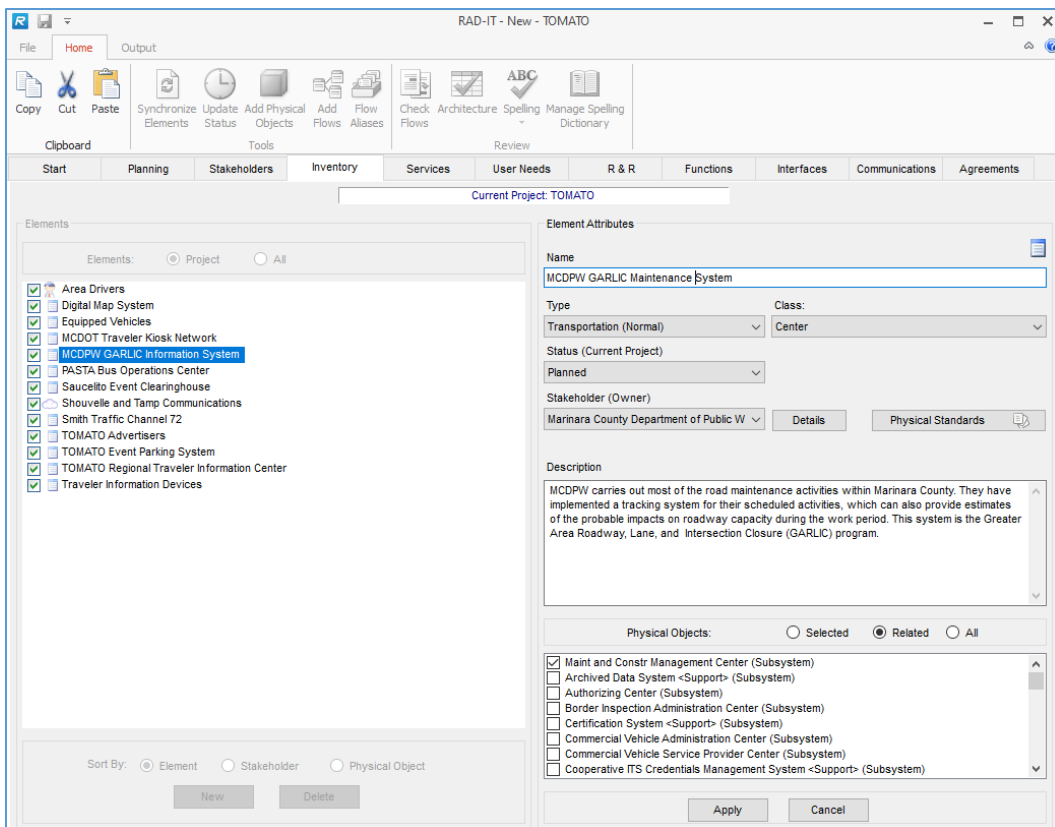 RAD-IT - New - TOMATO
File Home Output
Copy Cut Paste Synchronize Elements Update Status Add Physical Objects Add Flows Flow Aliases Check Flows Architecture ABC Spelling Manage Spelling Dictionary
Clipboard Tools Review
Start Planning Stakeholders Inventory Services User Needs R & R Functions Interfaces Communications Agreements
Current Project: TOMATO
Elements
Elements: Project All
Area Drivers
Digital Map System
Equipped Vehicles
MCDOT Traveler Kiosk Network
MCDPW GARLIC Information System
PASTA Bus Operations Center
Saucelito Event Clearinghouse
Shouvelle and Tamp Communications
Smith Traffic Channel 72
TOMATO Advertisers
TOMATO Event Parking System
TOMATO Regional Traveler Information Center
Traveler Information Devices
Sort By: Element Stakeholder Physical Object
New Delete
Element Attributes
Name
MCDPW GARLIC Maintenance System
Type Class:
Transportation (Normal) Center
Status (Current Project)
Planned
Stakeholder (Owner)
Marinara County Department of Public W Details Physical Standards
Description
MCDPW carries out most of the road maintenance activities within Marinara County. They have
implemented a tracking system for their scheduled activities, which can also provide estimates
of the probable impacts on roadway capacity during the work period. This system is the Greater
Area Roadway, Lane, and Intersection Closure (GARLIC) program.
Physical Objects: Selected Related All
Maint and Constr Management Center (Subsystem)
Archived Data System <Support> (Subsystem)
Authorizing Center (Subsystem)
Border Inspection Administration Center (Subsystem)
Certification System <Support> (Subsystem)
Commercial Vehicle Administration Center (Subsystem)
Commercial Vehicle Service Provider Center (Subsystem)
Cooperative ITS Credentials Management System <Support> (Subsystem)
Apply Cancel